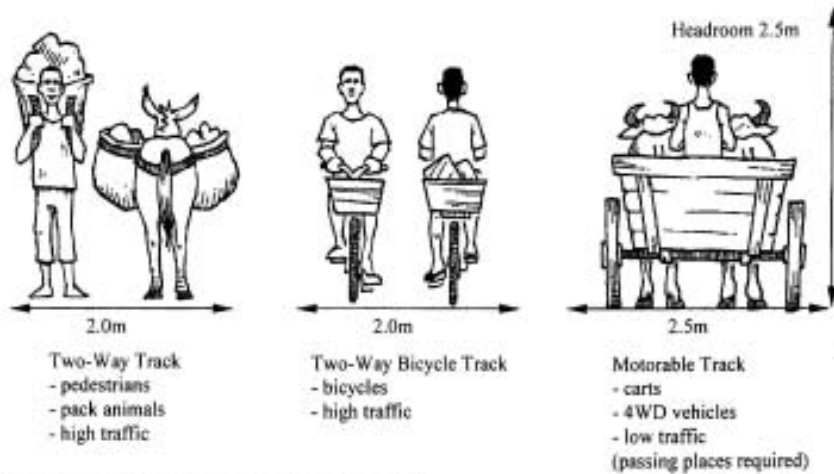 Headroom 2.5m
2.0m
Two-Way Track
- pedestrians
- pack animals
- high traffic
2.0m
Two-Way Bicycle Track
- bicycles
- high traffic
2.5m
Motorable Track
- carts
- 4WD vehicles
- low traffic
(passing places required)